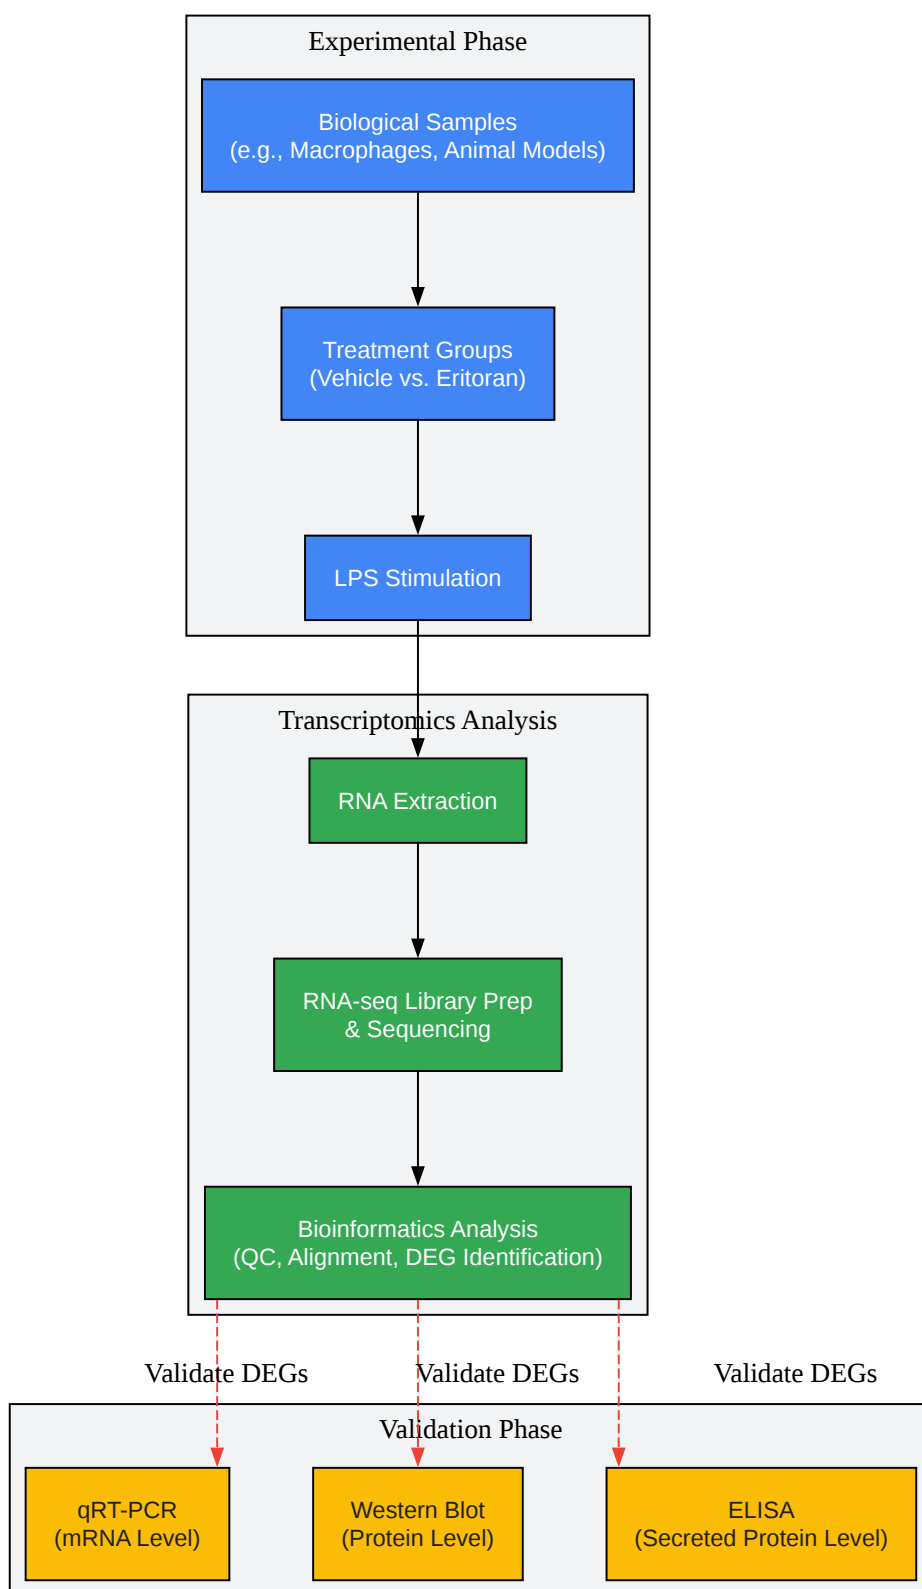 Experimental Phase
Biological Samples
(e.g., Macrophages, Animal Models)
Treatment Groups
(Vehicle vs. Eritoran)
LPS Stimulation
Transcriptomics Analysis
RNA Extraction
RNA-seq Library Prep
& Sequencing
Bioinformatics Analysis
(QC, Alignment, DEG Identification)
Validate DEGs
Validate DEGs
Validate DEGs
Validation Phase
qRT-PCR
(mRNA Level)
Western Blot
(Protein Level)
ELISA
(Secreted Protein Level)